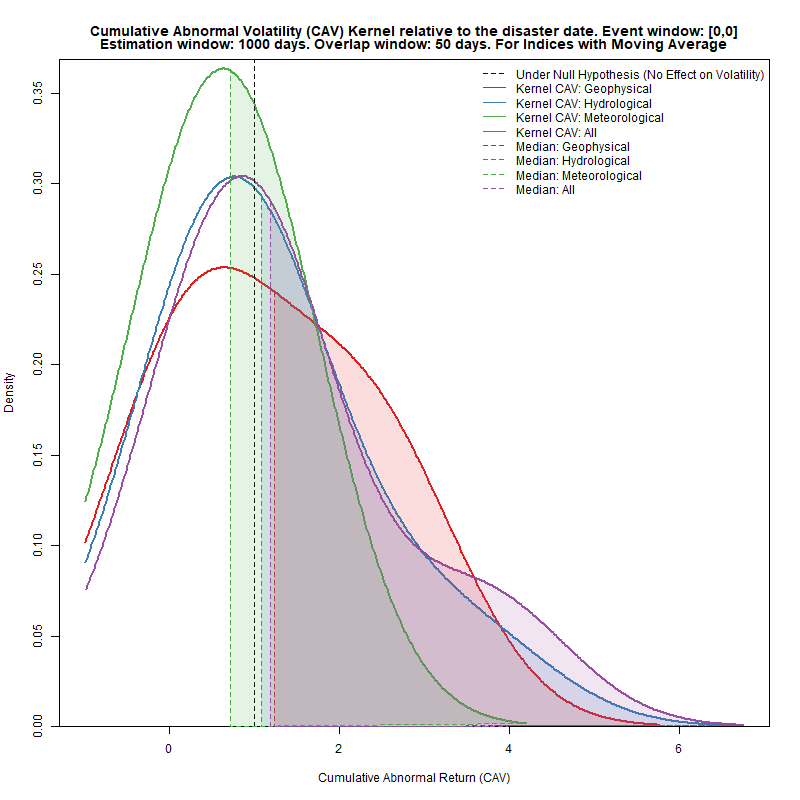 Cumulative Abnormal Volatility (CAV) Kernel relative to the disaster date. Event window: [0,0]
Estimation window: 1000 days. Overlap window: 50 days. For Indices with Moving Average
Under Null Hypothesis (No Effect on Volatility)
Kernel CAV: Geophysical
Kernel CAV: Hydrological
Kernel CAV: Meteorological
Kernel CAV: All
Median: Geophysical
Median: Hydrological
Median: Meteorological
Median: All
0.35
0.30
0.25
0.20
0.15
0.10
0.05
0.00
Density
0 2 4 6
Cumulative Abnormal Return (CAV)